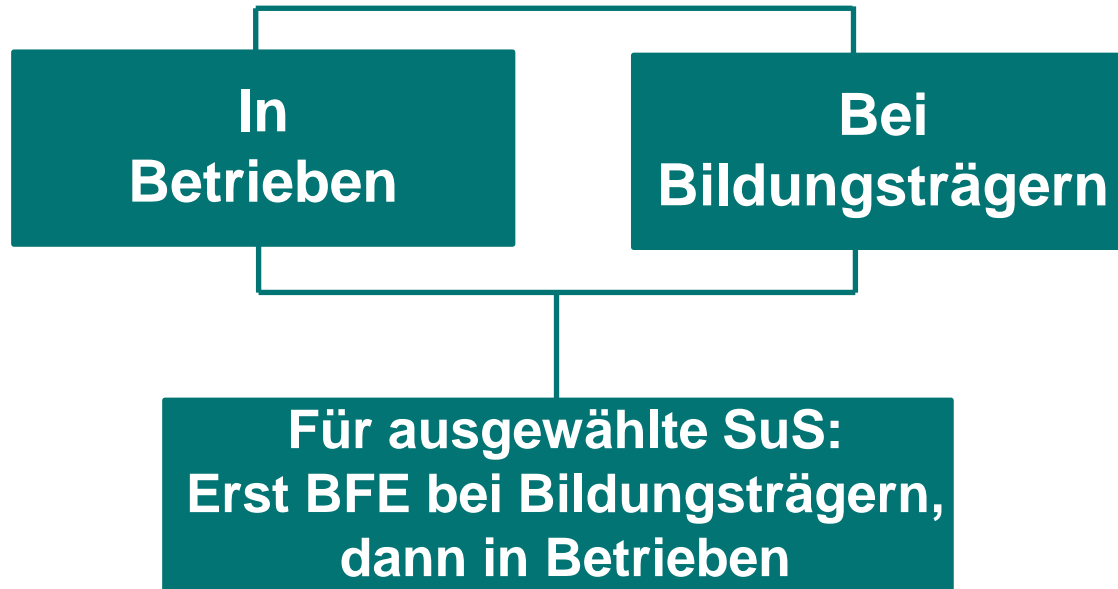 In
Betrieben
Bei
Bildungsträgern
Für ausgewählte SuS:
Erst BFE bei Bildungsträgern,
dann in Betrieben